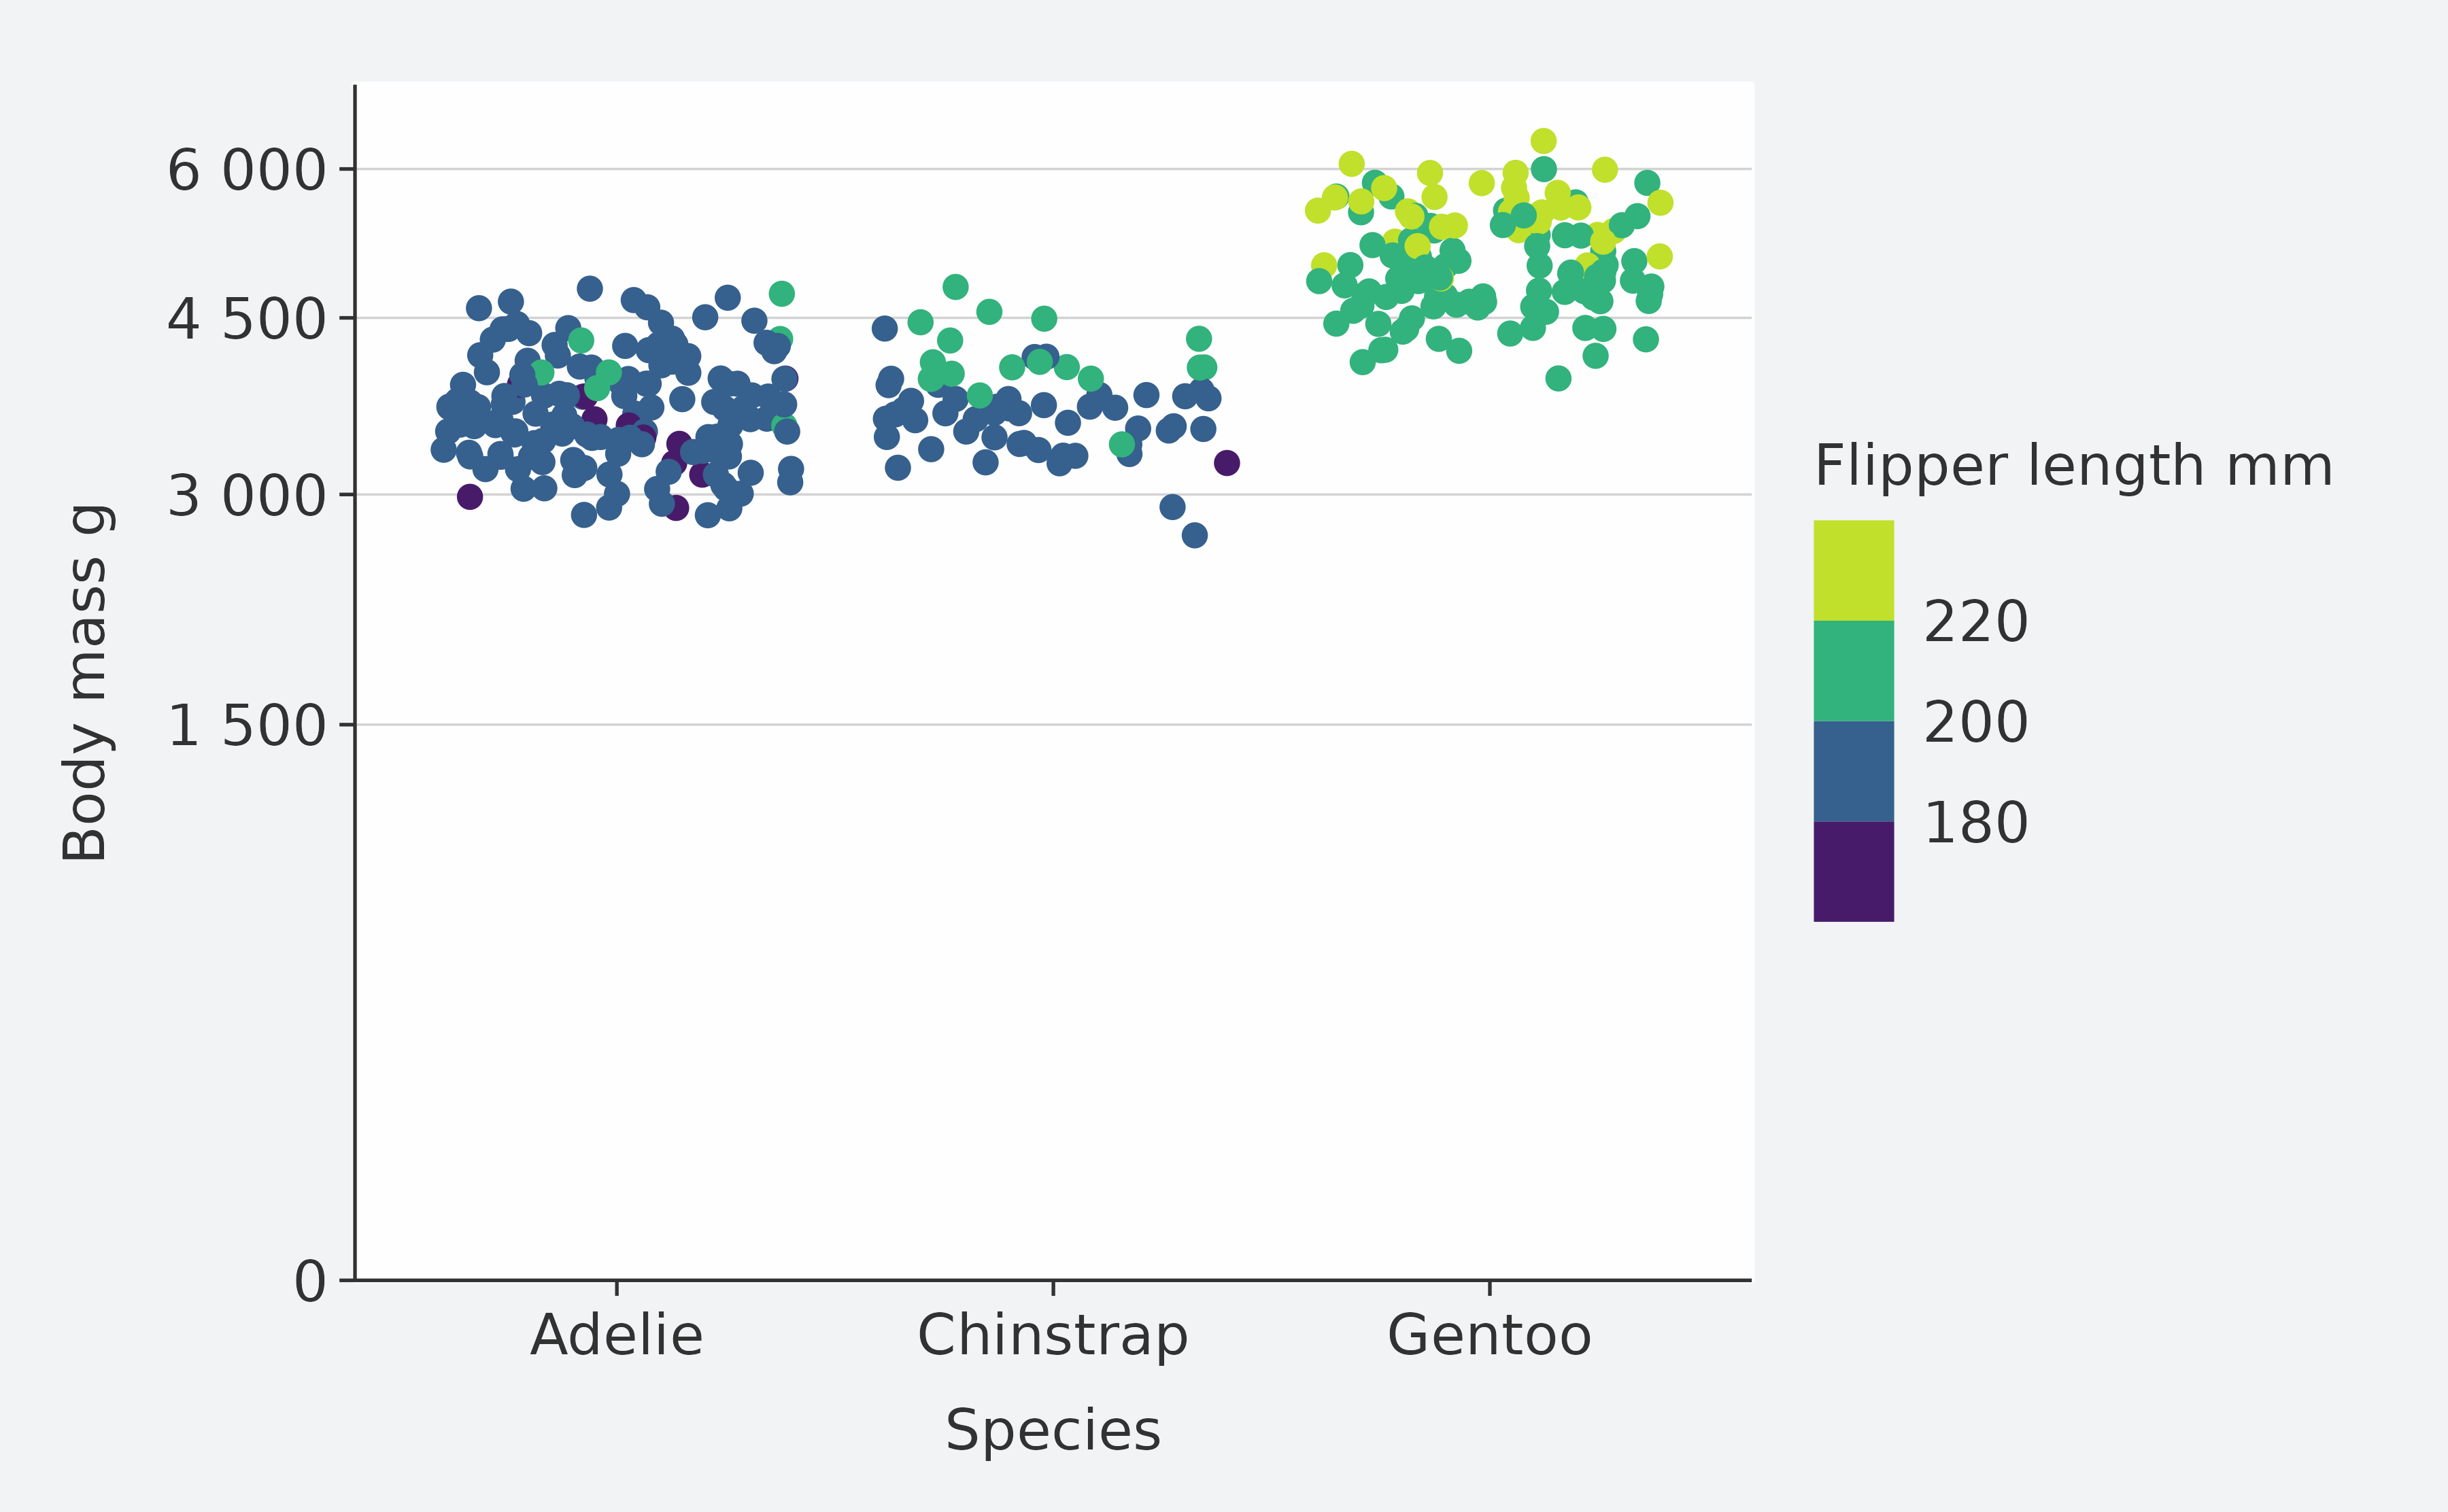 Body mass g
6 000
4 500
3 000
1 500
0
Adelie
Chinstrap
Gentoo
Species
Flipper length mm
220
200
180